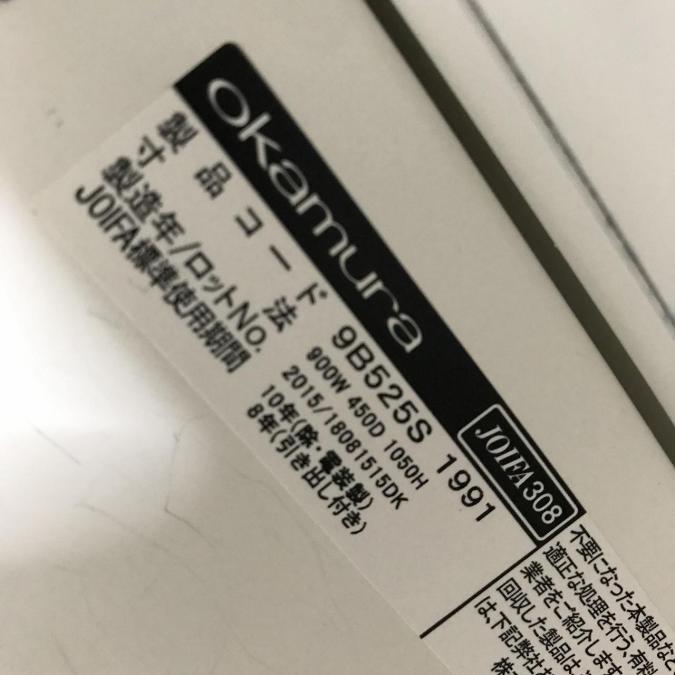 okamura
JOIFA308
製品コード 9B525S 1991
寸法 900W 450D 1050H
製造年/ロットNO. 2015/18081515DK
JOIFA標準使用期間 10年(除・電装製)
8年(引き出し付き)
不要になった本製品など
適正な処理を行う、有料
業者をご紹介します
回収した製品は
は、下記弊社
株